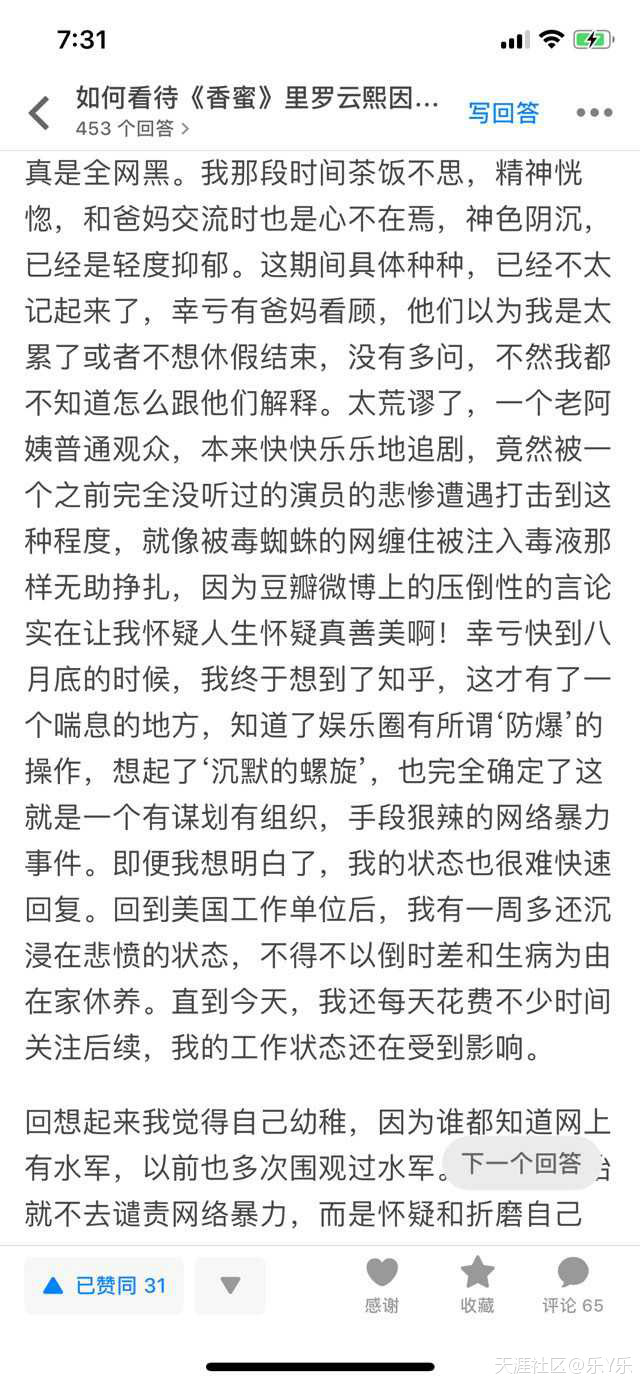 7:31
如何看待《香蜜》里罗云熙因...
453 个回答 >
写回答
真是全网黑。我那段时间茶饭不思，精神恍
惚，和爸妈交流时也是心不在焉，神色阴沉，
已经是轻度抑郁。这期间具体种种，已经不太
记起来了，幸亏有爸妈看顾，他们以为我是太
累了或者不想休假结束，没有多问，不然我都
不知道怎么跟他们解释。太荒谬了，一个老阿
姨普通观众，本来快快乐乐地追剧，竟然被一
个之前完全没听过的演员的悲惨遭遇打击到这
种程度，就像被毒蜘蛛的网缠住被注入毒液那
样无助挣扎，因为豆瓣微博上的压倒性的言论
实在让我怀疑人生怀疑真善美啊！幸亏快到八
月底的时候，我终于想到了知乎，这才有了一
个喘息的地方，知道了娱乐圈有所谓‘防爆’的
操作，想起了‘沉默的螺旋’，也完全确定了这
就是一个有谋划有组织，手段狠辣的网络暴力
事件。即便我想明白了，我的状态也很难快速
回复。回到美国工作单位后，我有一周多还沉
浸在悲愤的状态，不得不以倒时差和生病为由
在家休养。直到今天，我还每天花费不少时间
关注后续，我的工作状态还在受到影响。
回想起来我觉得自己幼稚，因为谁都知道网上
有水军，以前也多次围观过水军。
下一个回答
就不去谴责网络暴力，而是怀疑和折磨自己
已赞同 31
感谢
收藏
评论 65
天涯社区@乐Y乐